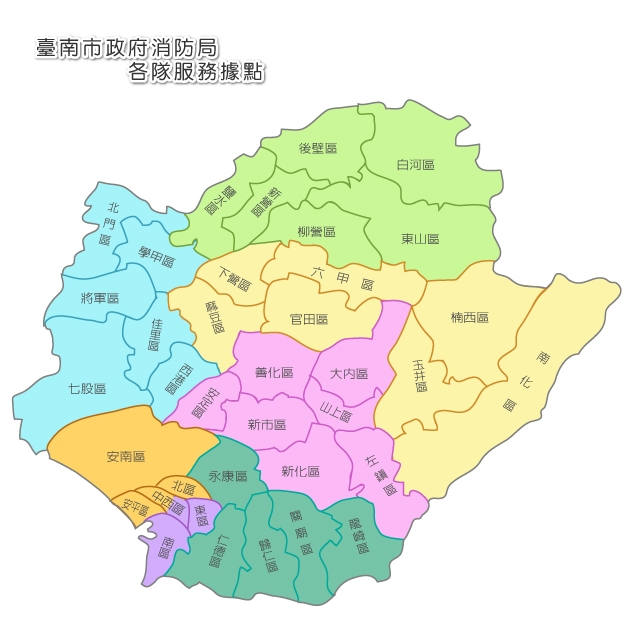 臺南市政府消防局
各隊服務據點
後壁區
白河區
鹽水區
新營區
柳營區
東山區
北門區
學甲區
將軍區
佳里區
西港區
七股區
下營區
六甲區
麻豆區
官田區
楠西區
玉井區
南化區
善化區
大內區
安定區
新市區
山上區
新化區
左鎮區
安南區
北區
中西區
安平區
東區
南區
永康區
仁德區
歸仁區
關廟區
龍崎區